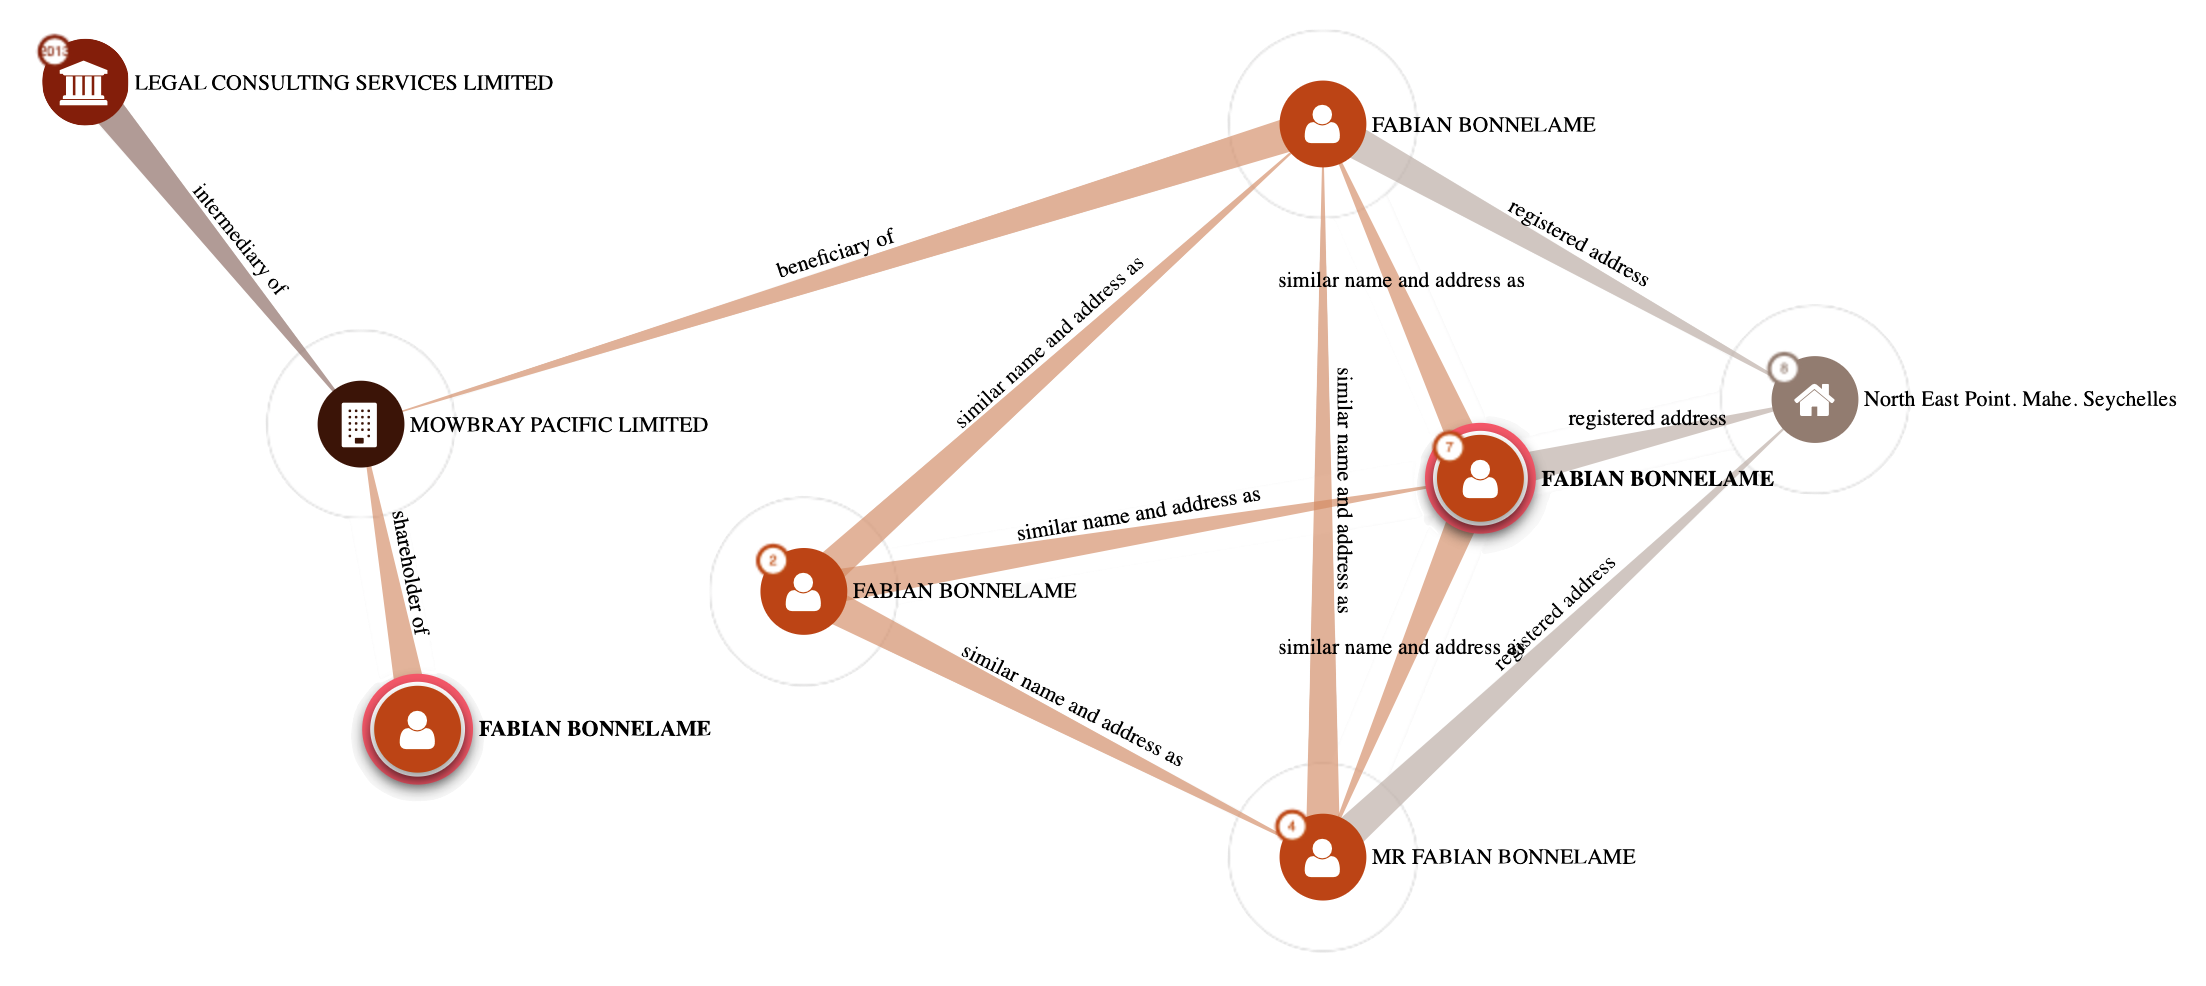 2013
LEGAL CONSULTING SERVICES LIMITED
FABIAN BONNELAME
intermediary of
beneficiary of
registered address
similar name and address as
similar name and address as
8
North East Point. Mahe. Seychelles
MOWBRAY PACIFIC LIMITED
registered address
7
FABIAN BONNELAME
similar name and address as
similar name and address as
shareholder of
2
FABIAN BONNELAME
registered address
similar name and address as
similar name and address as
FABIAN BONNELAME
4
MR FABIAN BONNELAME